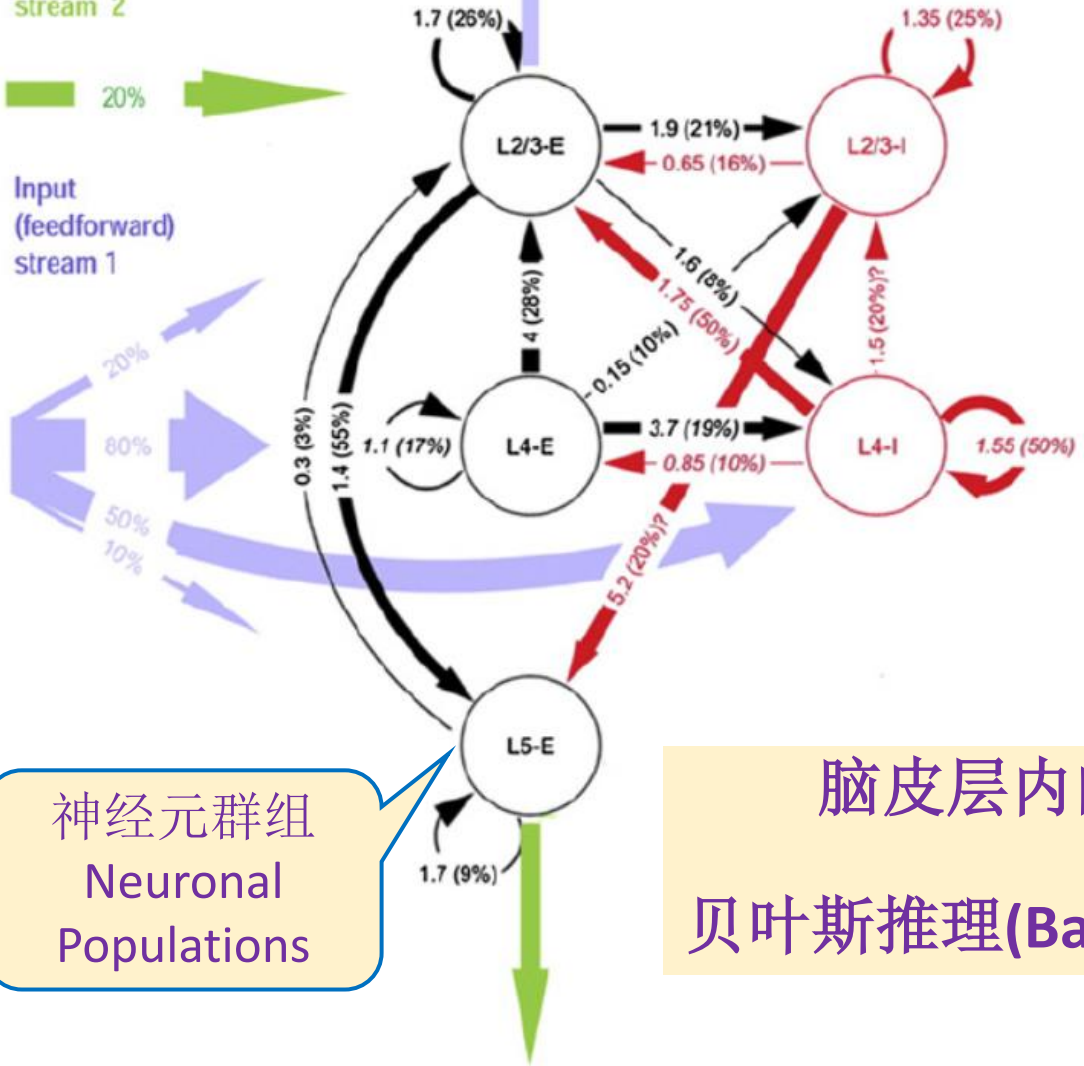 stream 2
1.7 (26%)
1.35 (25%)
20%
L2/3-E
1.9 (21%)
0.65 (16%)
L2/3-I
Input
(feedforward)
stream 1
1.6 (8%)
1.75 (50%)
4 (28%)
0.15 (10%)
1.5 (20%)?
20%
80%
50%
10%
0.3 (3%)
1.4 (55%)
1.1 (17%)
L4-E
3.7 (19%)
0.85 (10%)
L4-I
1.55 (50%)
5.2 (20%)?
L5-E
1.7 (9%)
神经元群组
Neuronal
Populations
脑皮层内
贝叶斯推理(Ba